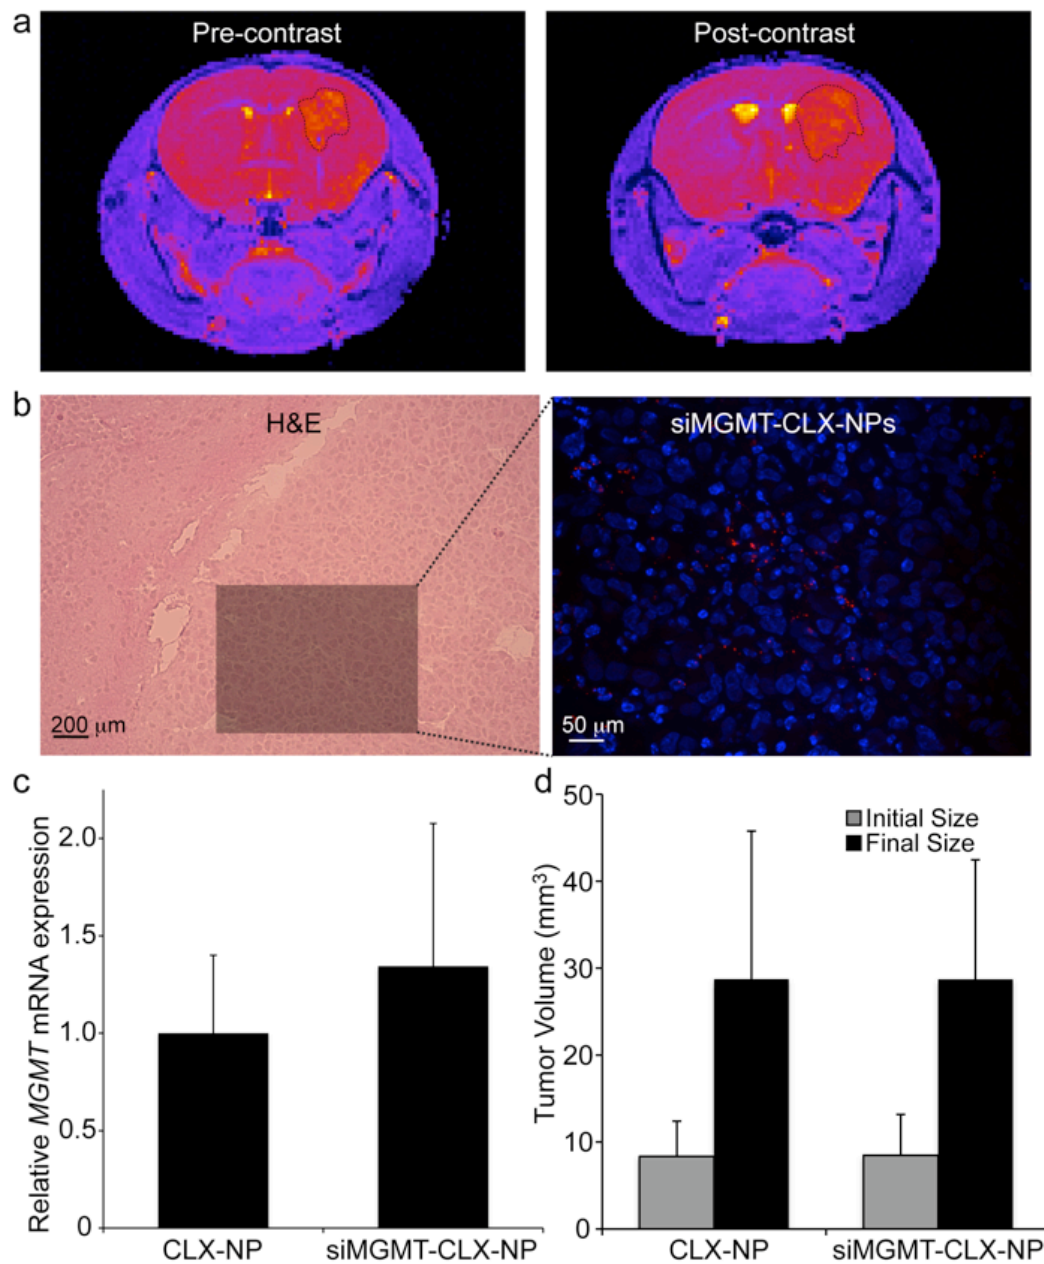 a
Pre-contrast
Post-contrast
b
H&E
siMGMT-CLX-NPs
200 μm
50 μm
c
Relative MGMT mRNA expression
2.0
1.5
1.0
0.5
0
CLX-NP
siMGMT-CLX-NP
d
Tumor Volume (mm³)
50
40
30
20
10
0
Initial Size
Final Size
CLX-NP
siMGMT-CLX-NP